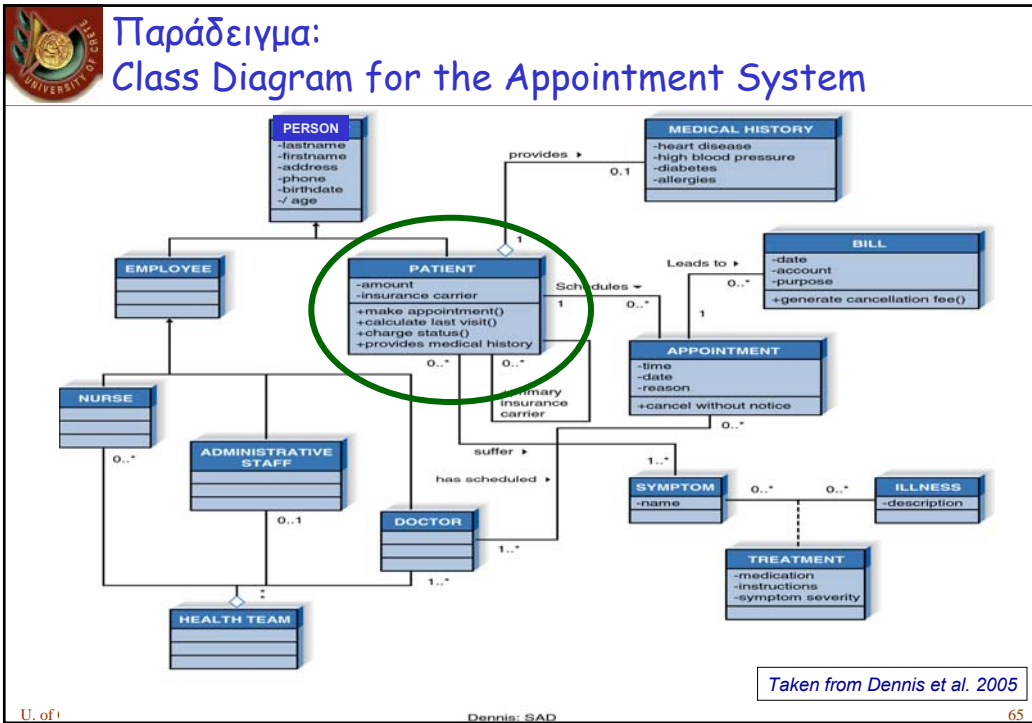 UNIVERSITY OF CRETE
Παράδειγμα:
Class Diagram for the Appointment System
PERSON
-lastname
-firstname
-address
-phone
-birthdate
-/ age
provides ▸
0.1
1
MEDICAL HISTORY
-heart disease
-high blood pressure
-diabetes
-allergies
EMPLOYEE
PATIENT
-amount
-insurance carrier
+make appointment()
+calculate last visit()
+charge status()
+provides medical history
Schedules
1
0..*
Leads to ▸
0..*
1
BILL
-date
-account
-purpose
+generate cancellation fee()
APPOINTMENT
-time
-date
-reason
+cancel without notice
0..*
0..*
0..*
insurance
carrier
NURSE
0..*
ADMINISTRATIVE
STAFF
0..1
suffer ▸
1..*
has scheduled ▸
DOCTOR
1..*
1..*
SYMPTOM
-name
0..*
0..*
ILLNESS
-description
TREATMENT
-medication
-instructions
-symptom severity
HEALTH TEAM
Taken from Dennis et al. 2005
U. of
Dennis: SAD
65